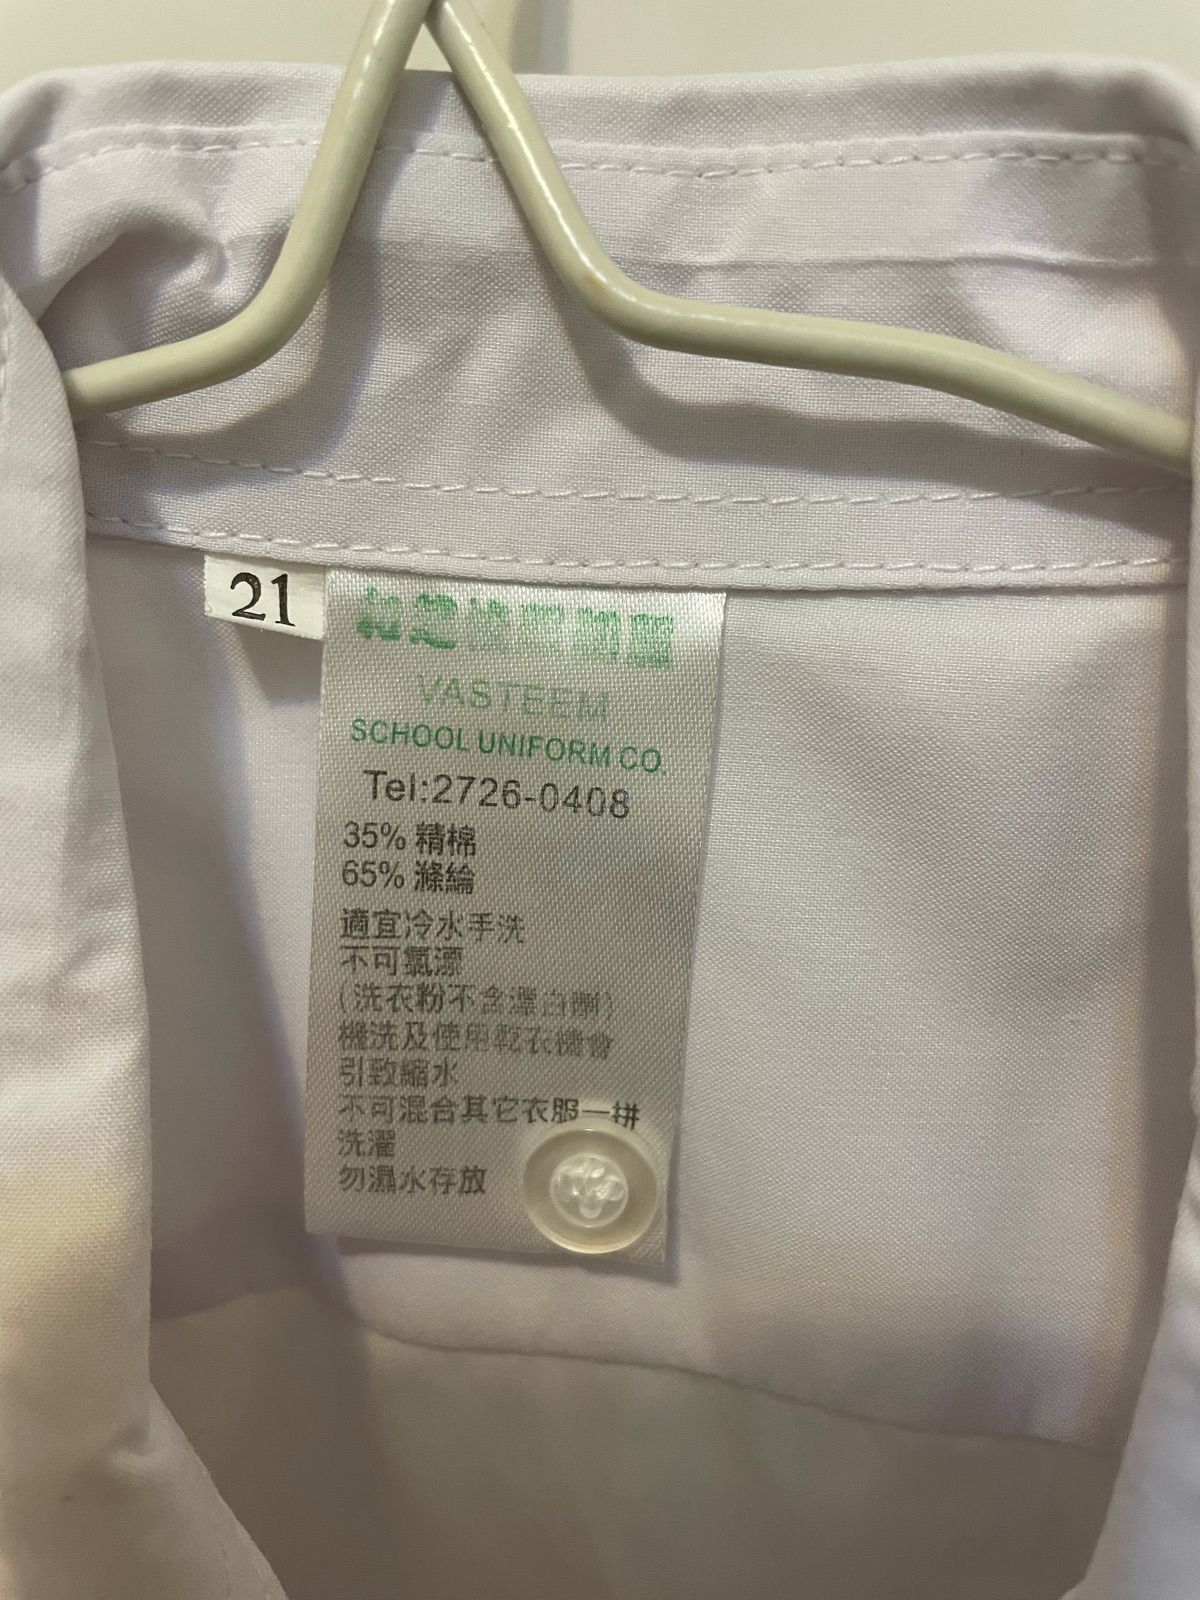 21
VASTEEM
SCHOOL UNIFORM CO.
Tel:2726-0408
35% 精棉
65% 滌綸
適宜冷水手洗
不可氯漂
(洗衣粉不含漂白劑)
機洗及使用乾衣機會
引致縮水
不可混合其它衣服一拼
洗濯
勿濕水存放